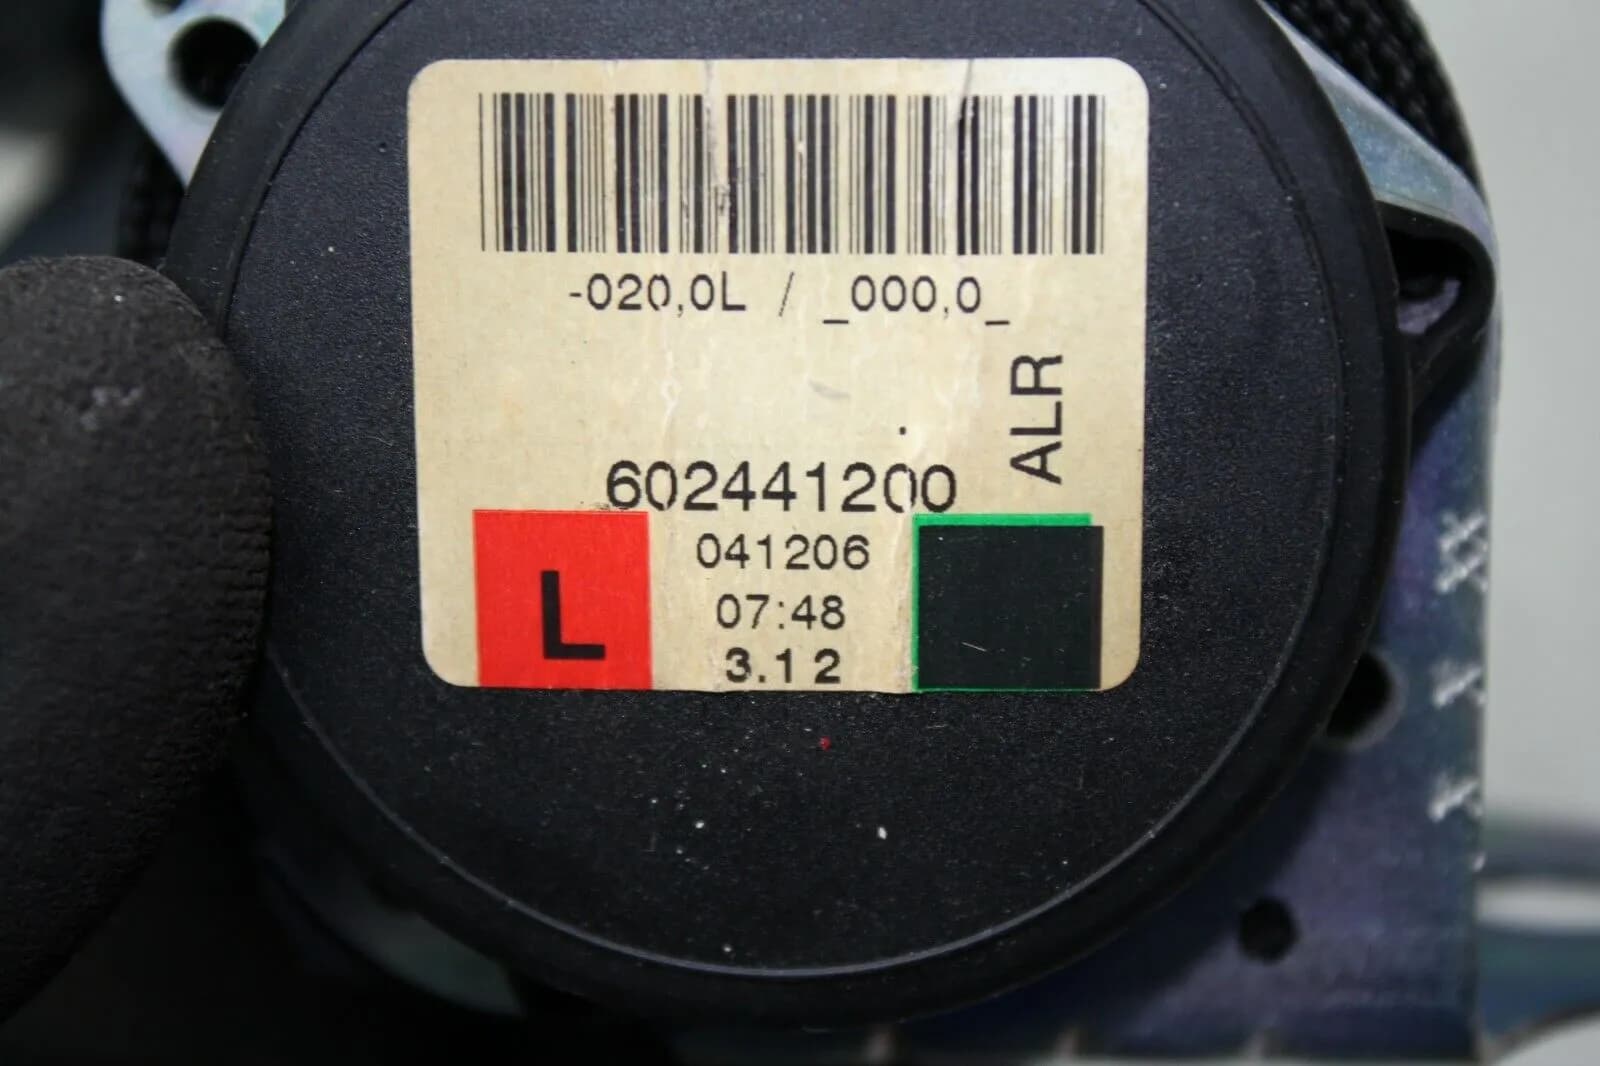 -020,0L / _000,0_
ALR
602441200
L
041206
07:48
3.12